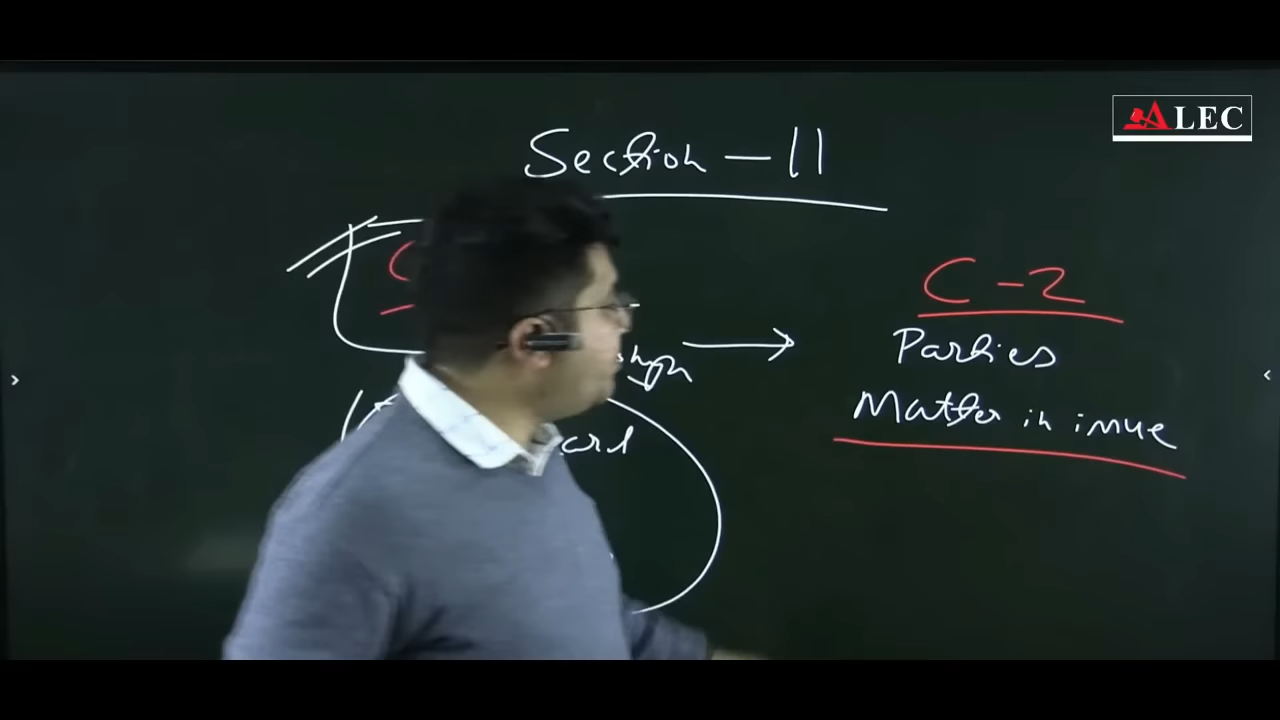 ALEC
Section - 11
C - 2
Parties
Matter in issue